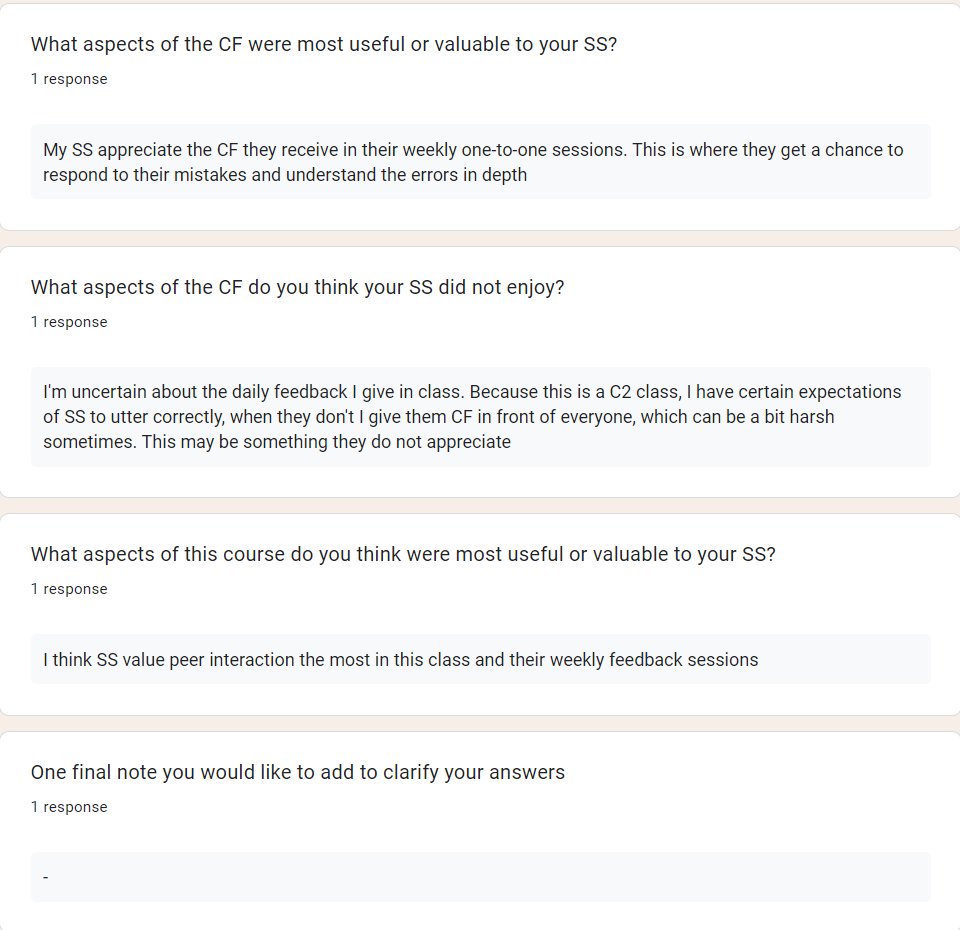 What aspects of the CF were most useful or valuable to your SS?
1 response
My SS appreciate the CF they receive in their weekly one-to-one sessions. This is where they get a chance to
respond to their mistakes and understand the errors in depth
What aspects of the CF do you think your SS did not enjoy?
1 response
I'm uncertain about the daily feedback I give in class. Because this is a C2 class, I have certain expectations
of SS to utter correctly, when they don't I give them CF in front of everyone, which can be a bit harsh
sometimes. This may be something they do not appreciate
What aspects of this course do you think were most useful or valuable to your SS?
1 response
I think SS value peer interaction the most in this class and their weekly feedback sessions
One final note you would like to add to clarify your answers
1 response
-